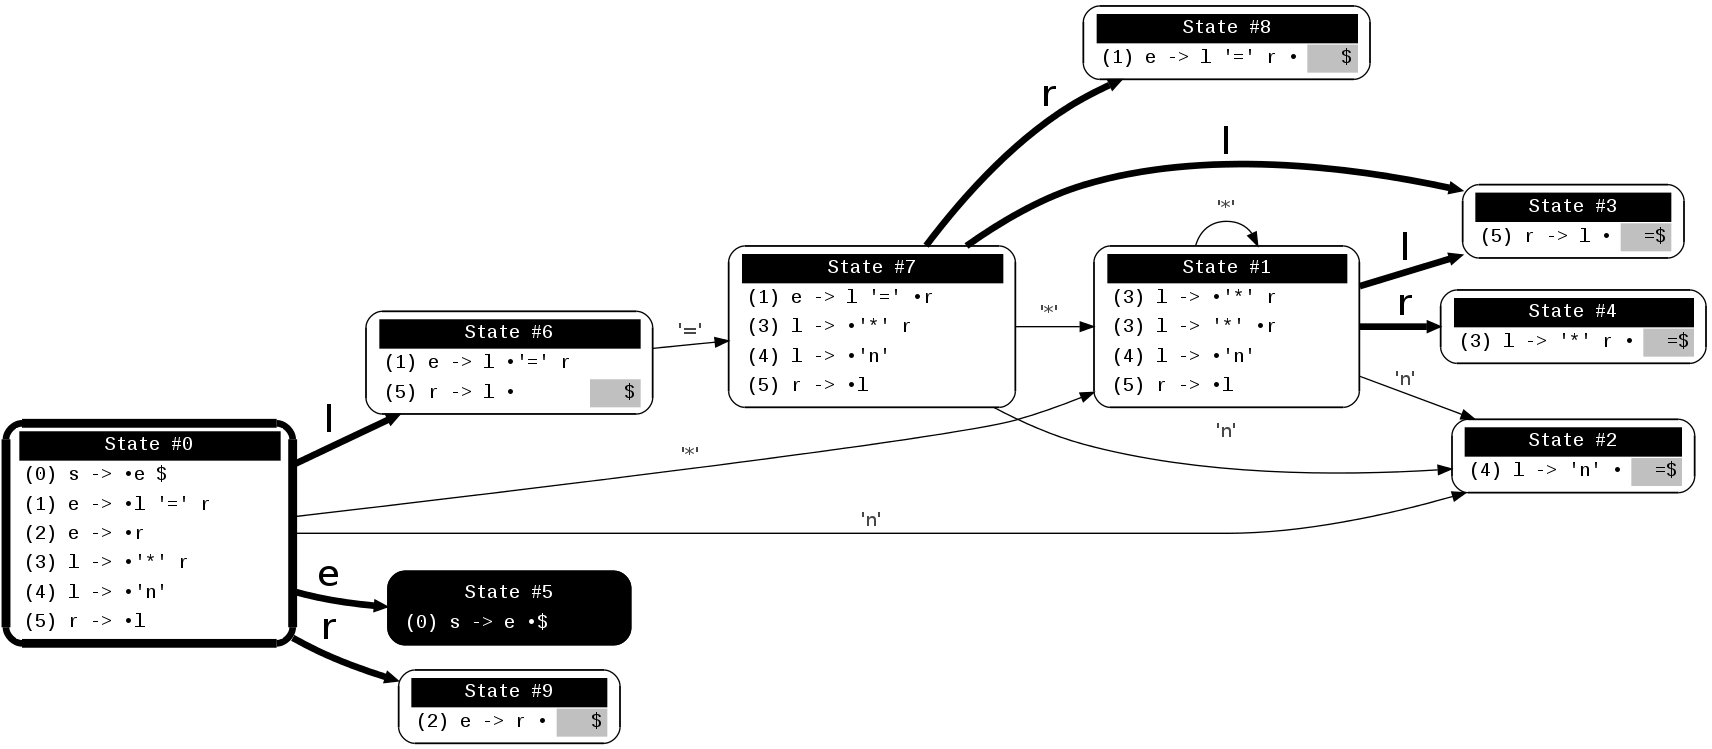 State #8
(1) e -> l '=' r • $
r
l
'*'
State #3
(5) r -> l • =$
State #7
(1) e -> l '=' •r
(3) l -> •'*' r
(4) l -> •'n'
(5) r -> •l
'*'
State #1
(3) l -> •'*' r
(3) l -> '*' •r
(4) l -> •'n'
(5) r -> •l
l
r
State #4
(3) l -> '*' r • =$
State #6
(1) e -> l •'=' r
(5) r -> l • $
'='
'n'
l
State #0
(0) s -> •e $
(1) e -> •l '=' r
(2) e -> •r
(3) l -> •'*' r
(4) l -> •'n'
(5) r -> •l
'*'
'n'
State #2
(4) l -> 'n' • =$
'n'
e
State #5
(0) s -> e •$
r
State #9
(2) e -> r • $